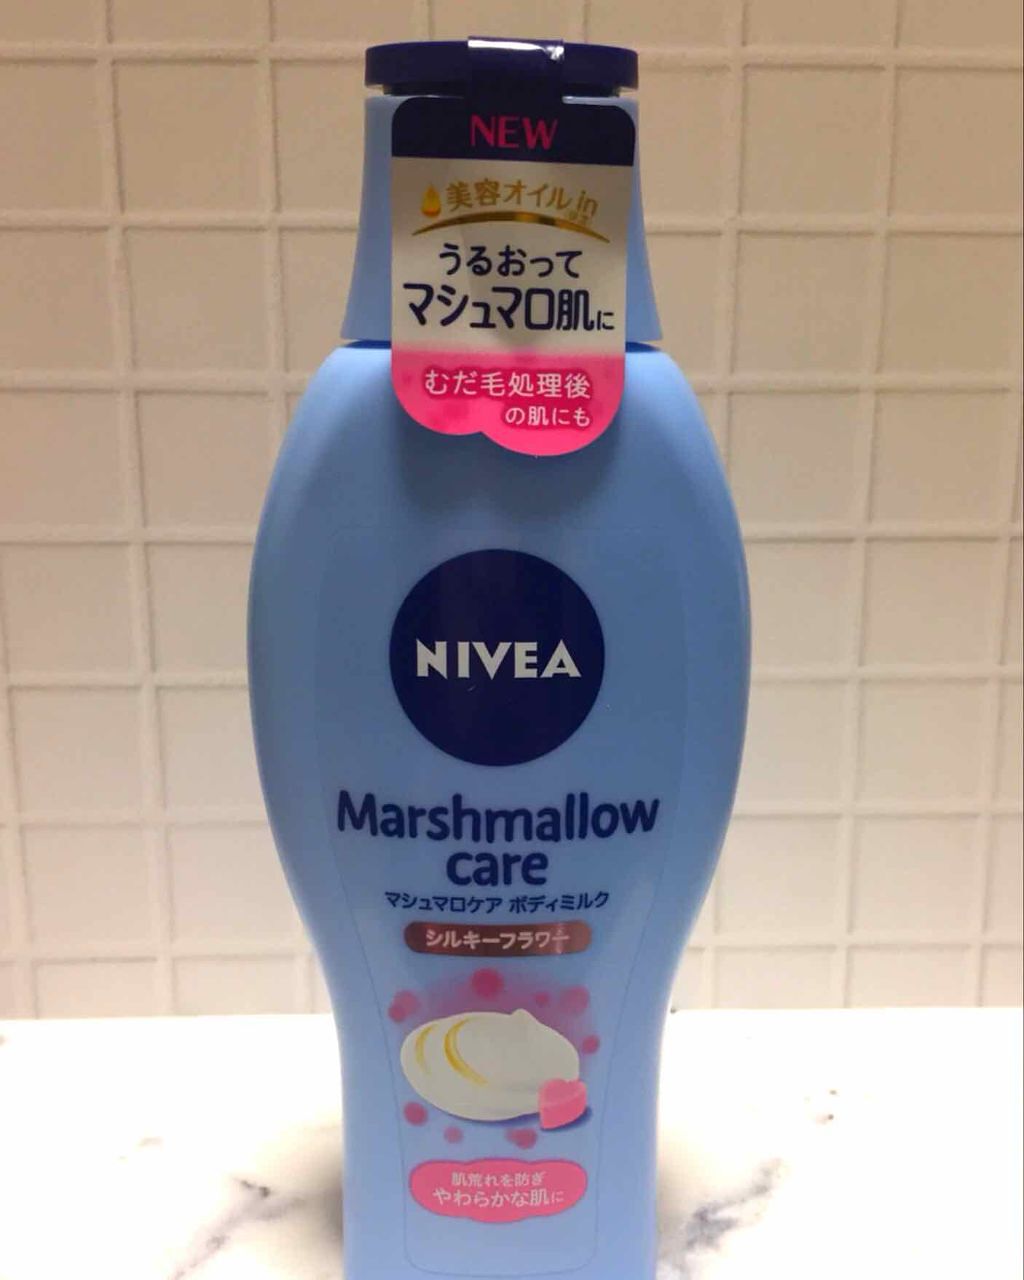 NEW
美容オイルin
うるおって
マシュマロ肌に
むだ毛処理後
の肌にも
NIVEA
Marshmallow
care
マシュマロケア ボディミルク
シルキーフラワー
肌荒れを防ぎ
やわらかな肌に